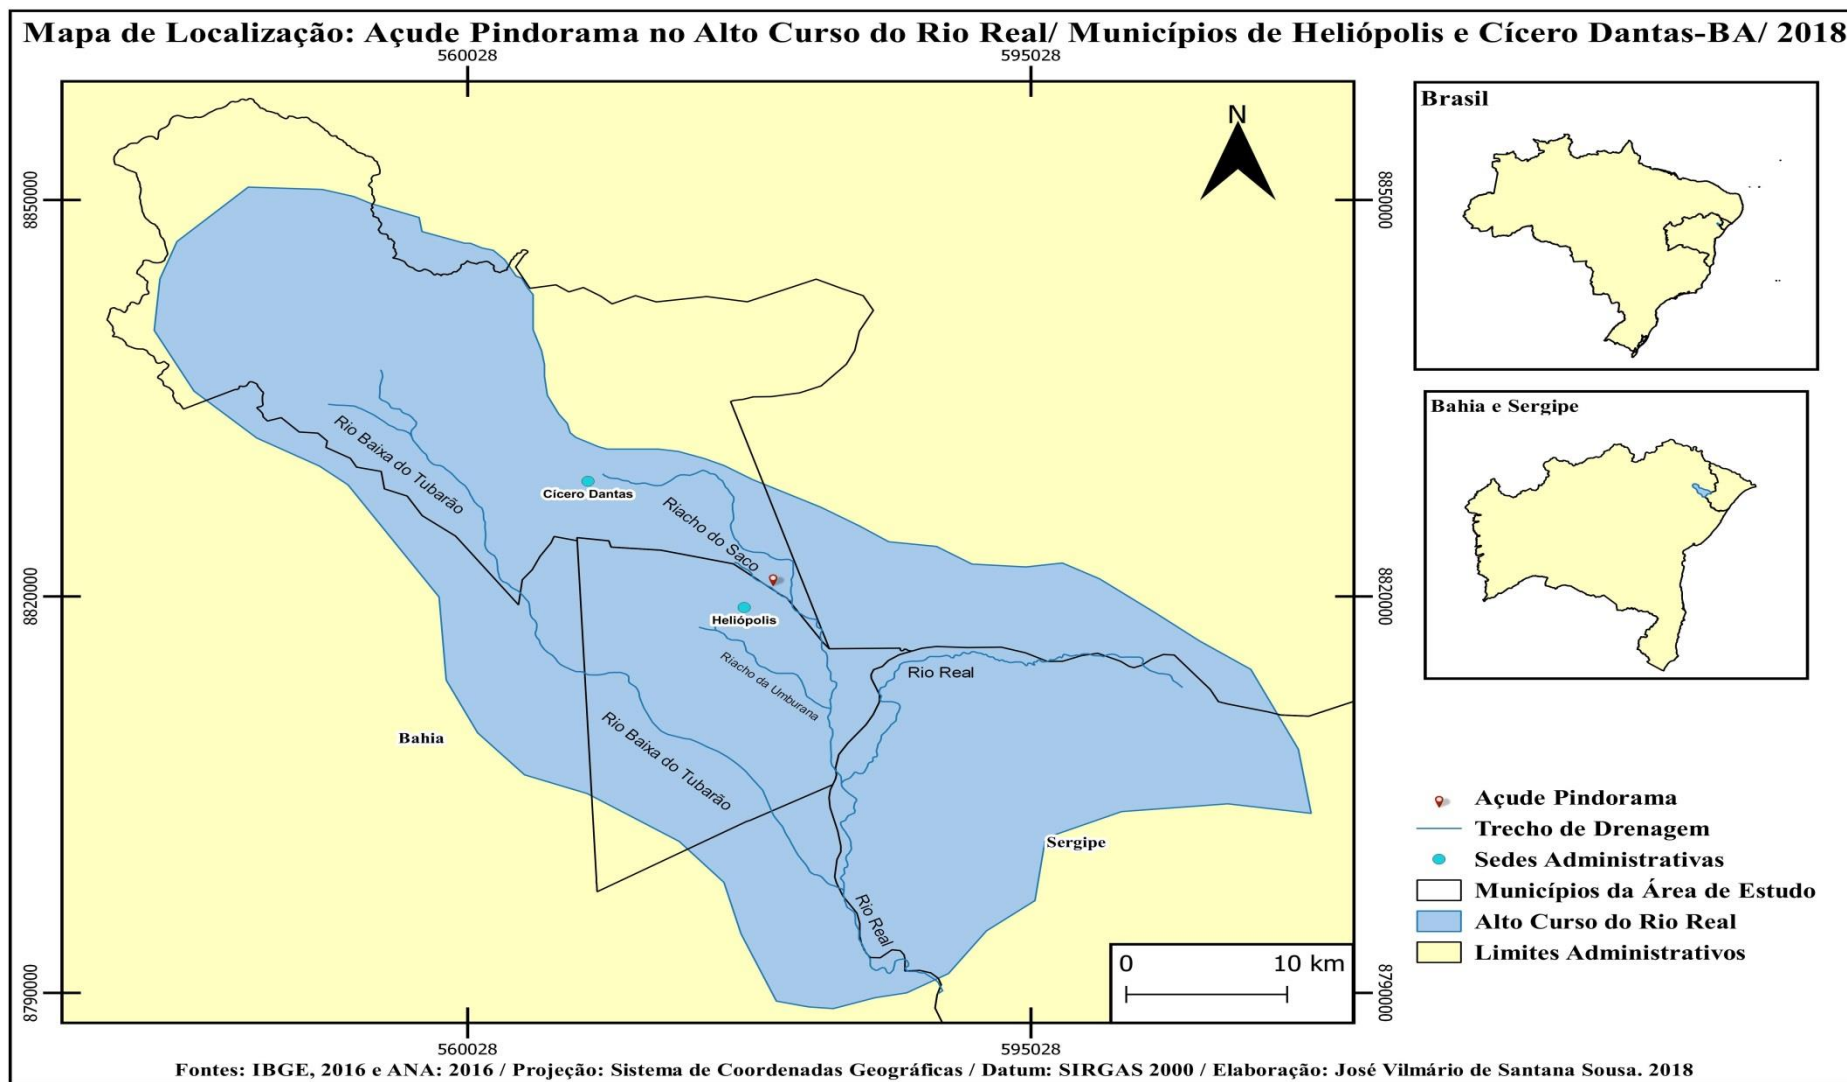 Mapa de Localização: Açude Pindorama no Alto Curso do Rio Real/ Municípios de Heliópolis e Cícero Dantas-BA/ 2018
560028
595028
Brasil
N
8850000
8850000
Bahia e Sergipe
Rio Baixa do Tubarão
Cícero Dantas
Riacho do Saco
8820000
8820000
Heliópolis
Riacho da Umburana
Rio Real
Rio Baixa do Tubarão
Bahia
Sergipe
Rio Real
Açude Pindorama
Trecho de Drenagem
Sedes Administrativas
Municípios da Área de Estudo
Alto Curso do Rio Real
Limites Administrativos
0 10 km
8790000
8790000
560028
595028
Fontes: IBGE, 2016 e ANA: 2016 / Projeção: Sistema de Coordenadas Geográficas / Datum: SIRGAS 2000 / Elaboração: José Vilmário de Santana Sousa. 2018